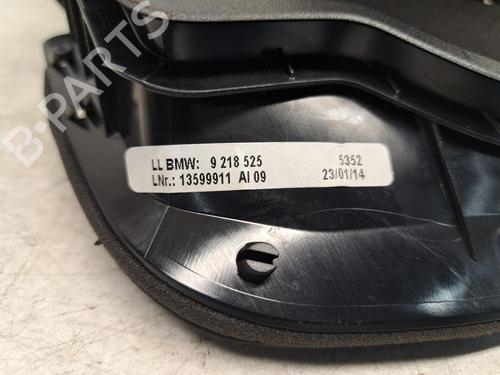 B-PARTS
LL BMW: 9 218 525 5352
LNr.: 13599911 AI 09 23/01/14